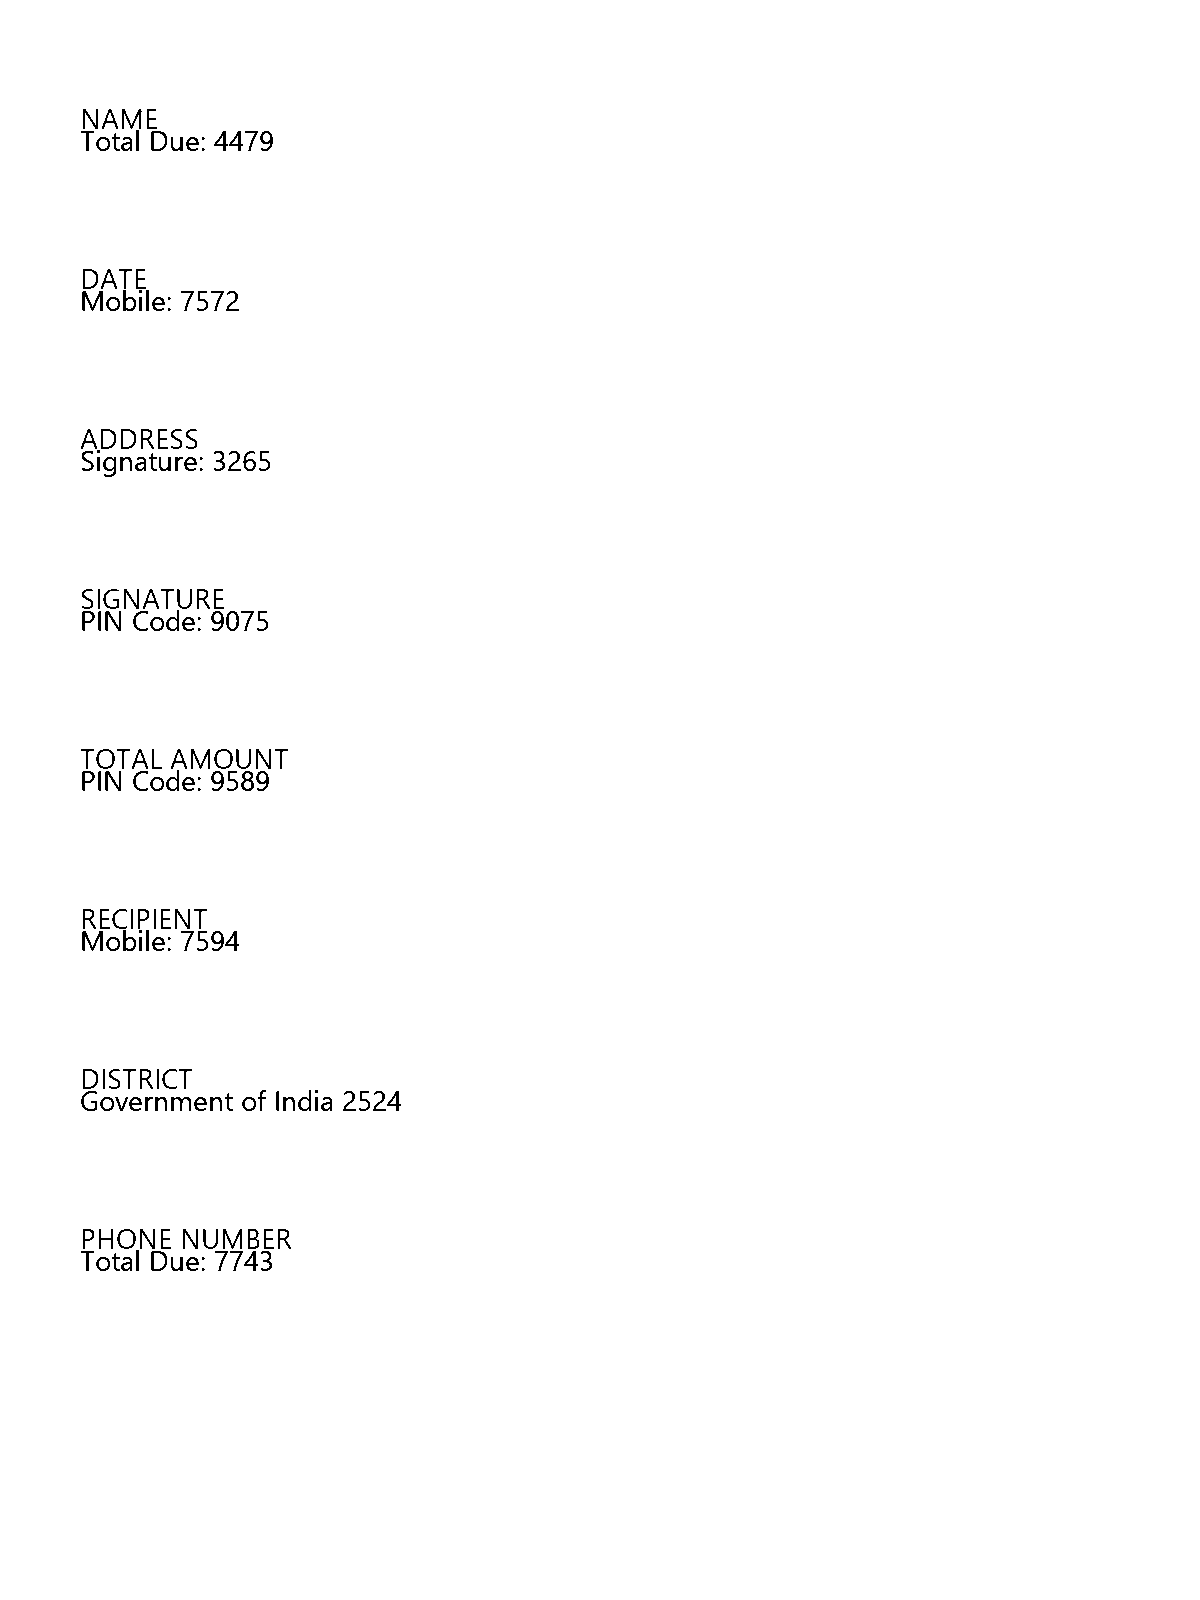 NAME
Total Due: 4479
DATE
Mobile: 7572
ADDRESS
Signature: 3265
SIGNATURE
PIN Code: 9075
TOTAL AMOUNT
PIN Code: 9589
RECIPIENT
Mobile: 7594
DISTRICT
Government of India 2524
PHONE NUMBER
Total Due: 7743